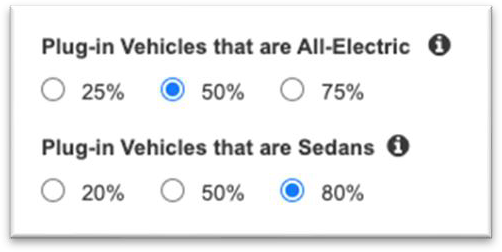 Plug-in Vehicles that are All-Electric
25% 50% 75%
Plug-in Vehicles that are Sedans
20% 50% 80%